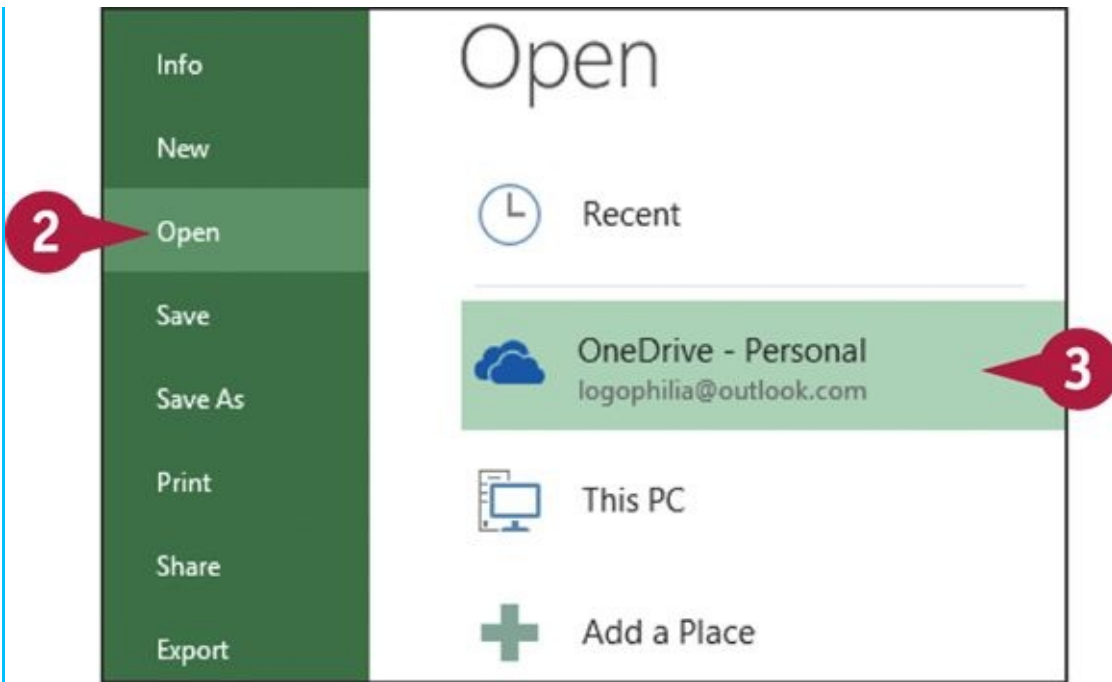 Info
New
Open
Save
Save As
Print
Share
Export
Open
Recent
OneDrive - Personal
logophilia@outlook.com
This PC
Add a Place
2
3